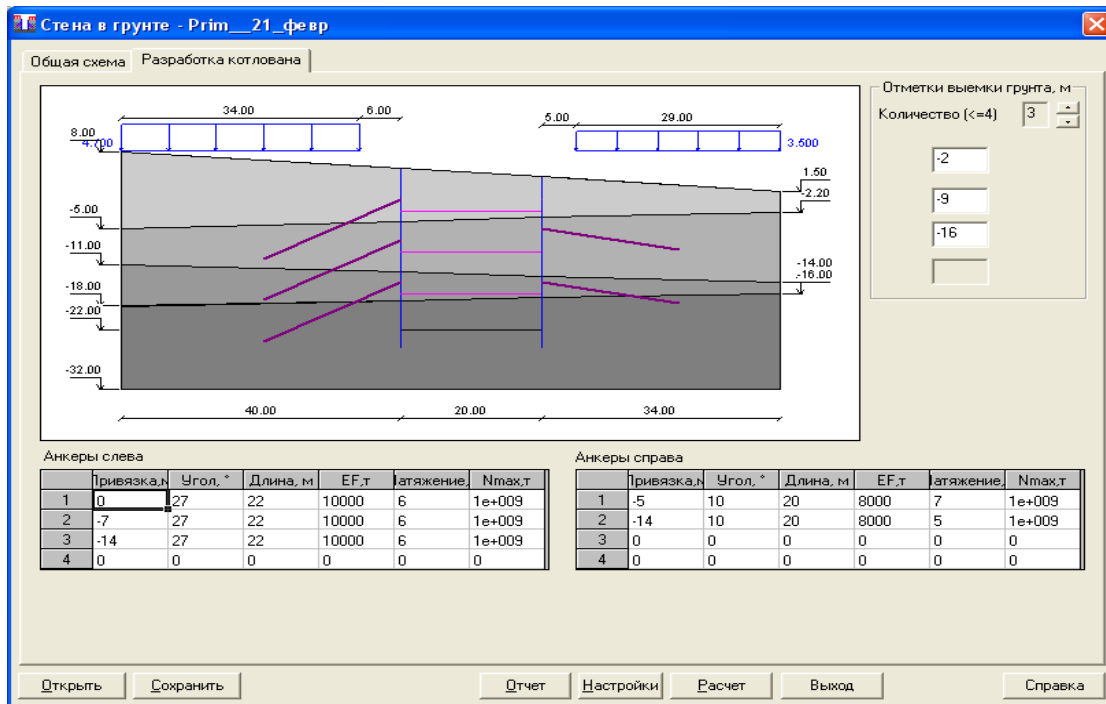 Стена в грунте - Prim__21_февр
Общая схема
Разработка котлована
34.00
6.00
5.00
29.00
8.00
4.700
3.500
1.50
-2.20
-5.00
-11.00
-14.00
-16.00
-18.00
-22.00
-32.00
40.00
20.00
34.00
Отметки выемки грунта, м
Количество (<=4) 3
-2
-9
-16
Анкеры слева
Привязка,м Угол, ° Длина, м EF,т Натяжение, Nmax,т
1 0 27 22 10000 6 1e+009
2 -7 27 22 10000 6 1e+009
3 -14 27 22 10000 6 1e+009
4 0 0 0 0 0 0
Анкеры справа
Привязка,м Угол, ° Длина, м EF,т Натяжение, Nmax,т
1 -5 10 20 8000 7 1e+009
2 -14 10 20 8000 5 1e+009
3 0 0 0 0 0 0
4 0 0 0 0 0 0
Открыть Сохранить Отчет Настройки Расчет Выход Справка